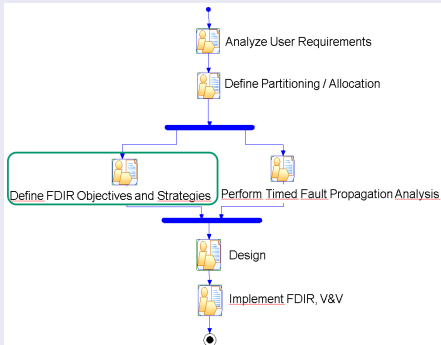 Analyze User Requirements
Define Partitioning / Allocation
Define FDIR Objectives and Strategies
Perform Timed Fault Propagation Analysis
Design
Implement FDIR, V&V